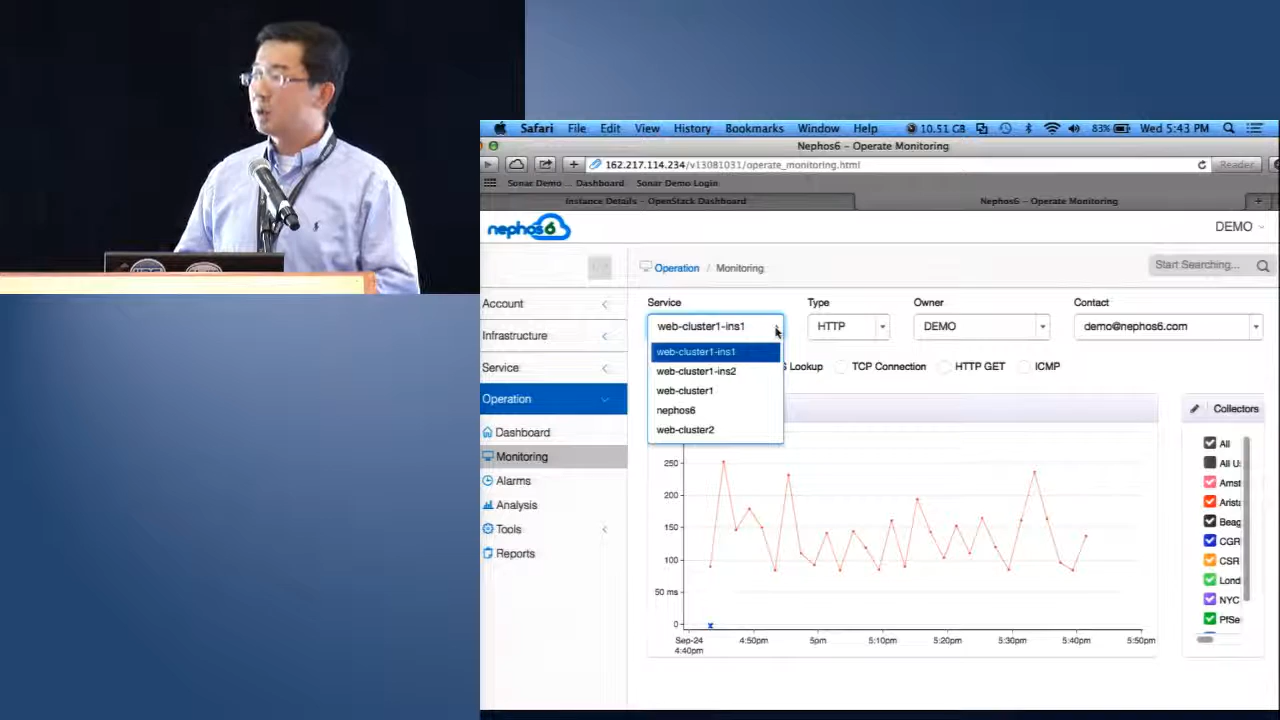 Safari File Edit View History Bookmarks Window Help 10.51 GB 83% Wed 5:43 PM
Nephos6 – Operate Monitoring
162.217.114.234/v13081031/operate_monitoring.html Reader
Sonar Demo ... Dashboard Sonar Demo Login
Instance Details – OpenStack Dashboard Nephos6 – Operate Monitoring
nephos6 DEMO
Operation / Monitoring Start Searching...
Account
Infrastructure
Service
Operation
Dashboard
Monitoring
Alarms
Analysis
Tools
Reports
Service Type Owner Contact
web-cluster1-ins1 HTTP DEMO demo@nephos6.com
web-cluster1-ins1
web-cluster1-ins2
web-cluster1
nephos6
web-cluster2
S Lookup TCP Connection HTTP GET ICMP
Collectors
All
All U
Amst
Arista
Beag
CGR
CSR
Lond
NYC
PfSe
250
200
150
100
50 ms
0
Sep-24 4:50pm 5pm 5:10pm 5:20pm 5:30pm 5:40pm 5:50pm
4:40pm